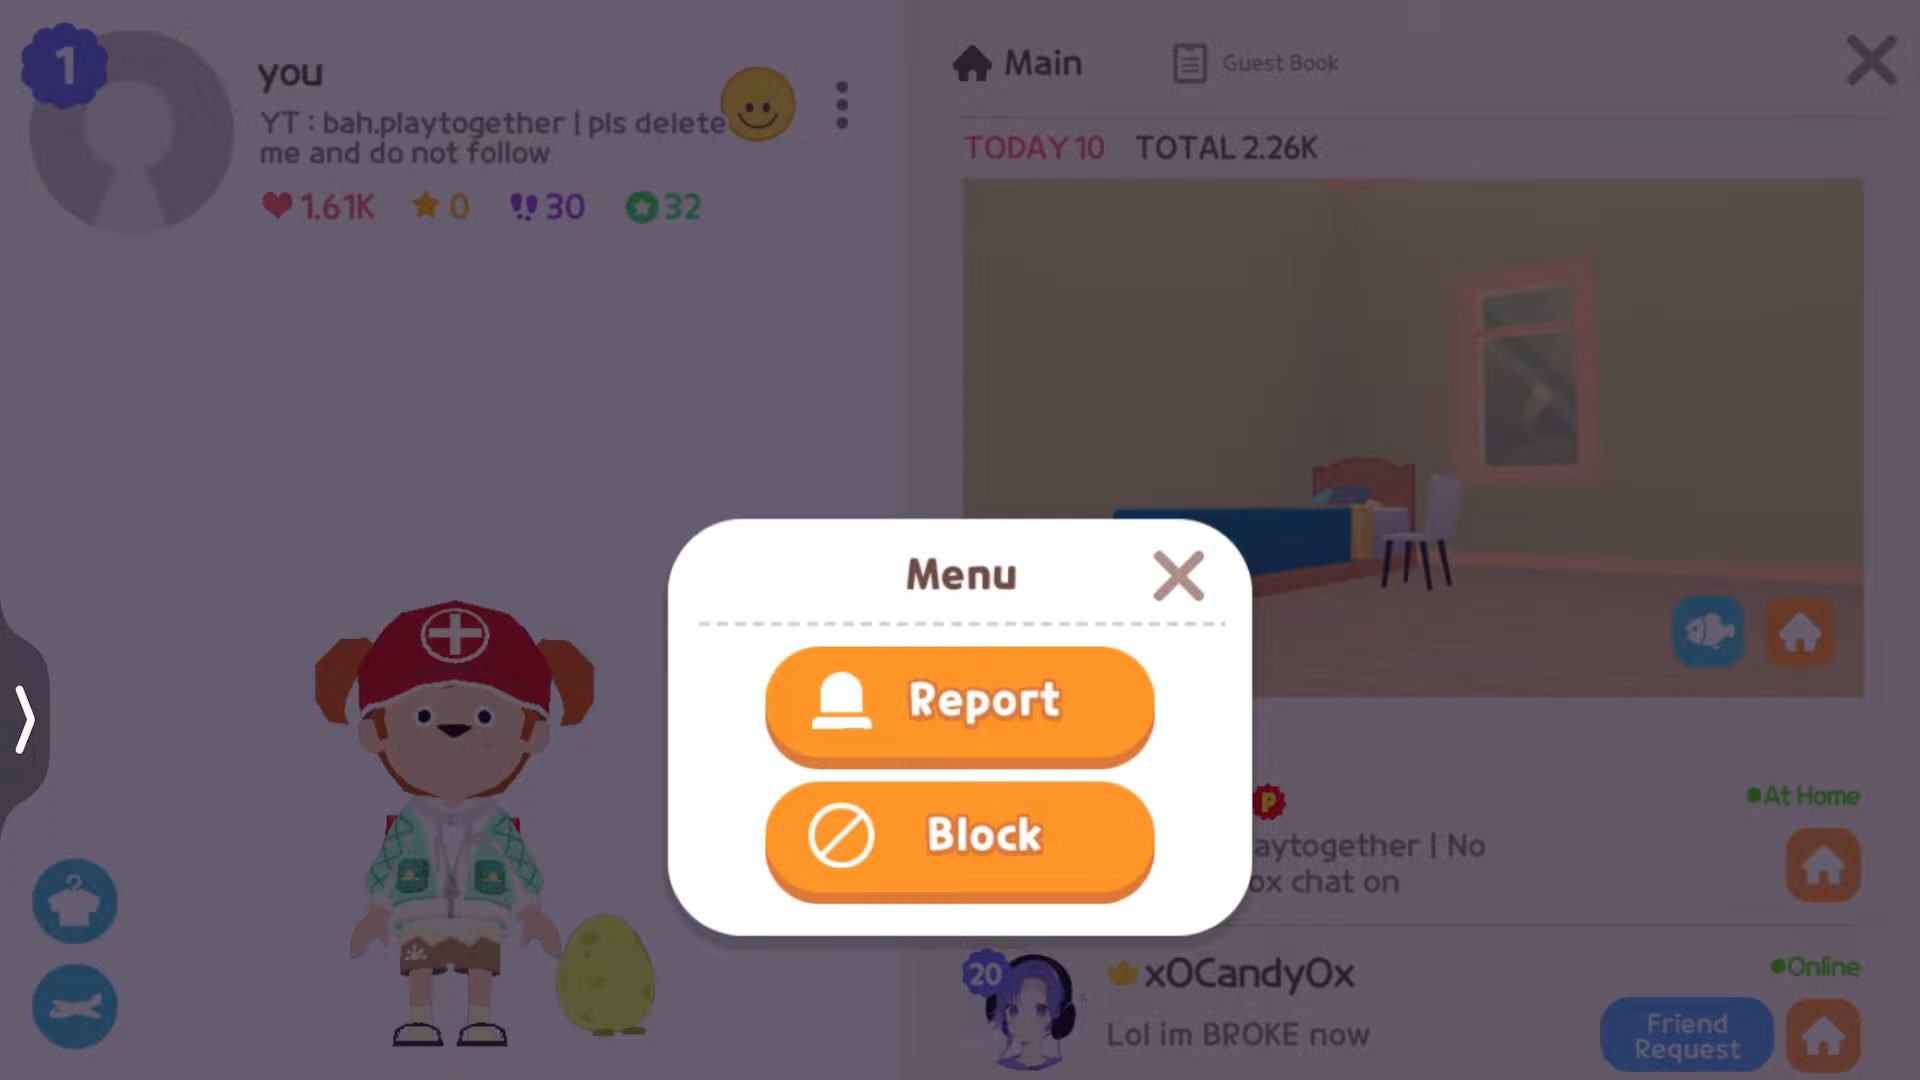 1
you
YT : bah.playtogether | pls delete
me and do not follow
1.61K 0 30 32
Main Guest Book
TODAY 10 TOTAL 2.26K
Menu
Report
Block
P
At Home
aytogether | No
ox chat on
20
xOCandyOx
Online
Lol im BROKE now
Friend
Request